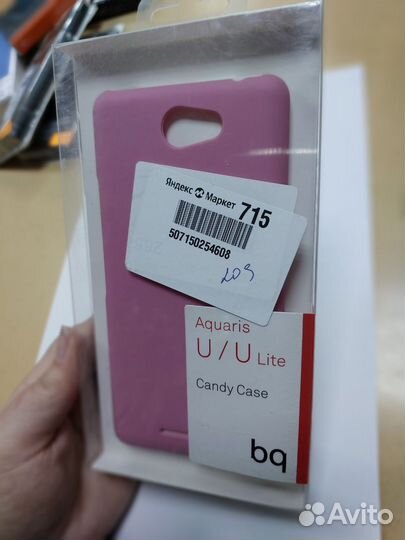 Яндекс Маркет 715
507150254608
209
Aquaris
U/U Lite
Candy Case
bq
Avito